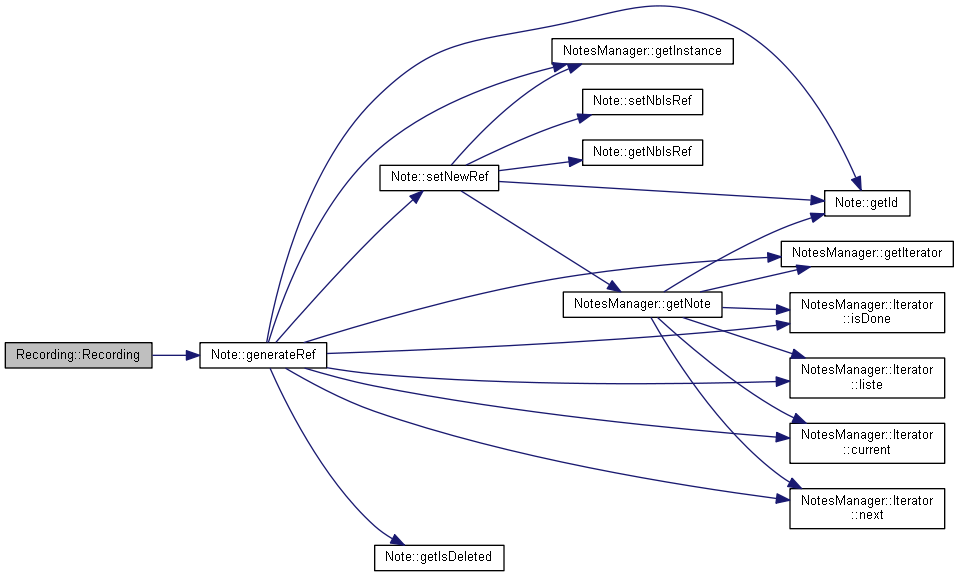 NotesManager::getInstance
Note::setNbIsRef
Note::getNbIsRef
Note::setNewRef
Note::getId
NotesManager::getIterator
NotesManager::getNote
NotesManager::Iterator
::isDone
Recording::Recording
Note::generateRef
NotesManager::Iterator
::liste
NotesManager::Iterator
::current
NotesManager::Iterator
::next
Note::getIsDeleted